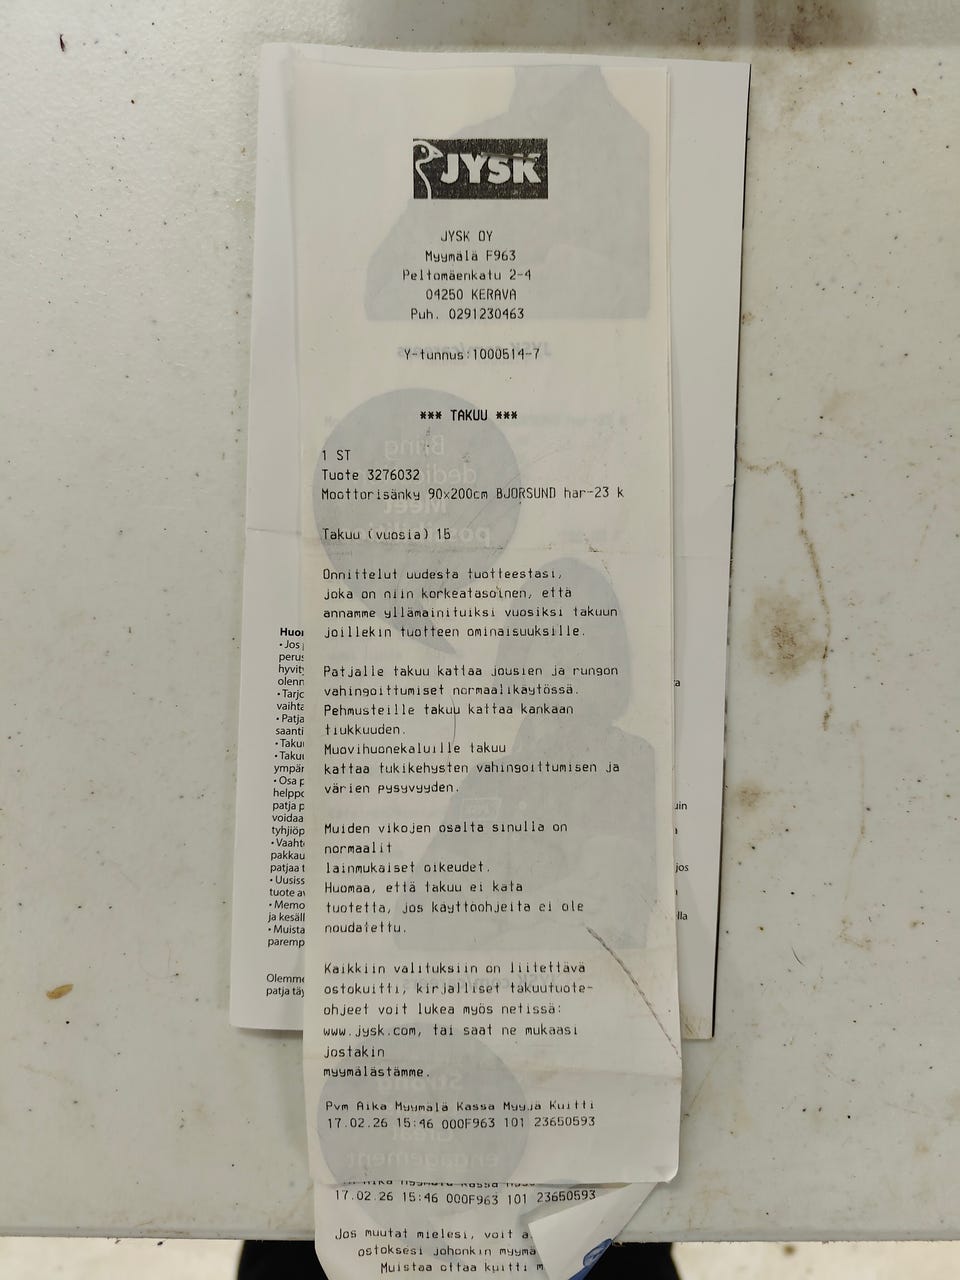 JYSK
JYSK OY
Myymälä F963
Peltomäenkatu 2-4
04250 KERAVA
Puh. 0291230463
Y-tunnus:1000514-7
*** TAKUU ***
1 ST
Tuote 3276032
Moottorisänky 90x200cm BJORSUND har-23 k
Takuu (vuosia) 15
Onnittelut uudesta tuotteestasi,
joka on niin korkeatasoinen, että
annamme yllämainituiksi vuosiksi takuun
joillekin tuotteen ominaisuuksille.
Patjalle takuu kattaa jousien ja rungon
vahingoittumiset normaalikäytössä.
Pehmusteille takuu kattaa kankaan
tiukkuuden.
Muovihuonekaluille takuu
kattaa tukikehysten vahingoittumisen ja
värien pysyvyyden.
Muiden vikojen osalta sinulla on
normaalit
lainmukaiset oikeudet.
Huomaa, että takuu ei kata
tuotetta, jos käyttöohjeita ei ole
noudatettu.
Kaikkiin valituksiin on liitettävä
ostokuitti, kirjalliset takuutuote-
ohjeet voit lukea myös netissä:
www.jysk.com, tai saat ne mukaasi
jostakin
myymälästämme.
Pvm Aika Myymälä Kassa Myyjä Kuitti
17.02.26 15:46 000F963 101 23650593
17.02.26 15:46 000F963 101 23650593
Jos muutat mielesi, voit
ostoksesi johonkin
Muistaa ottaa kuitti
• Jos
• Takuu
• Osa